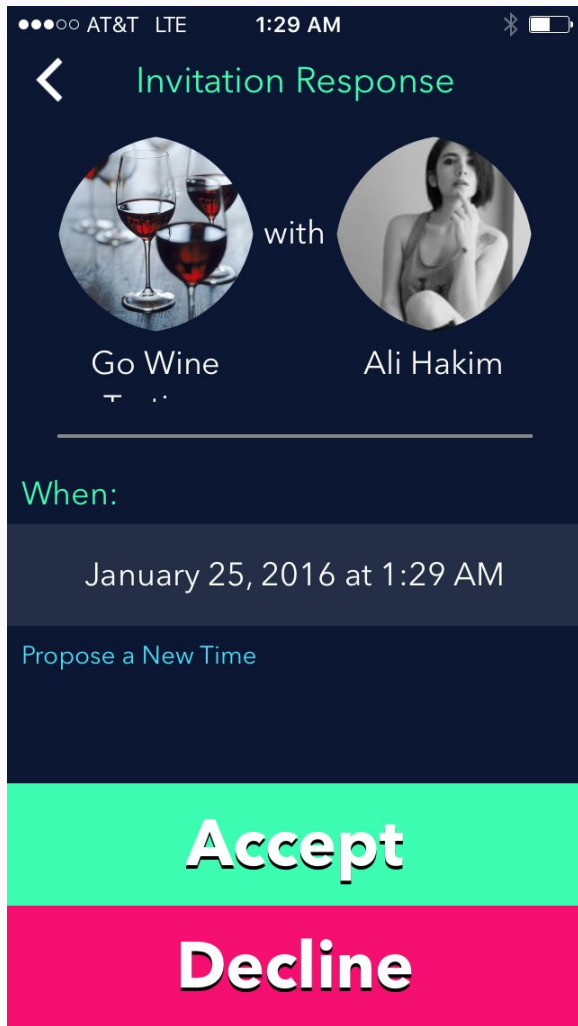 AT&T LTE 1:29 AM
Invitation Response
with
Go Wine
Ali Hakim
When:
January 25, 2016 at 1:29 AM
Propose a New Time
Accept
Decline